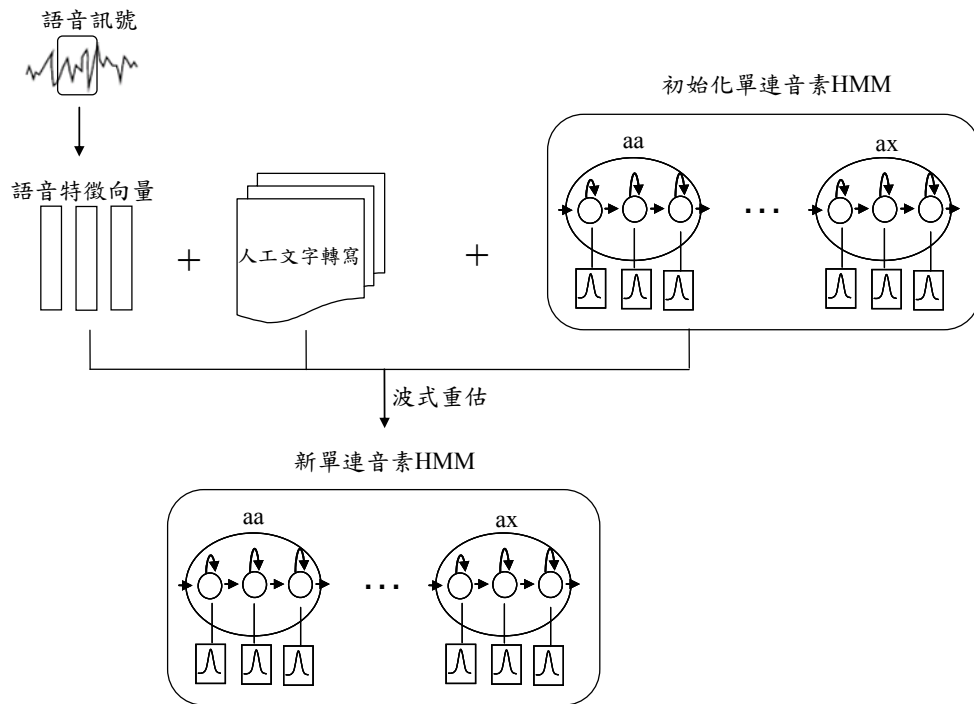 語音訊號
初始化單連音素HMM
aa
ax
語音特徵向量
...
+
人工文字轉寫
+
波式重估
新單連音素HMM
aa
ax
...